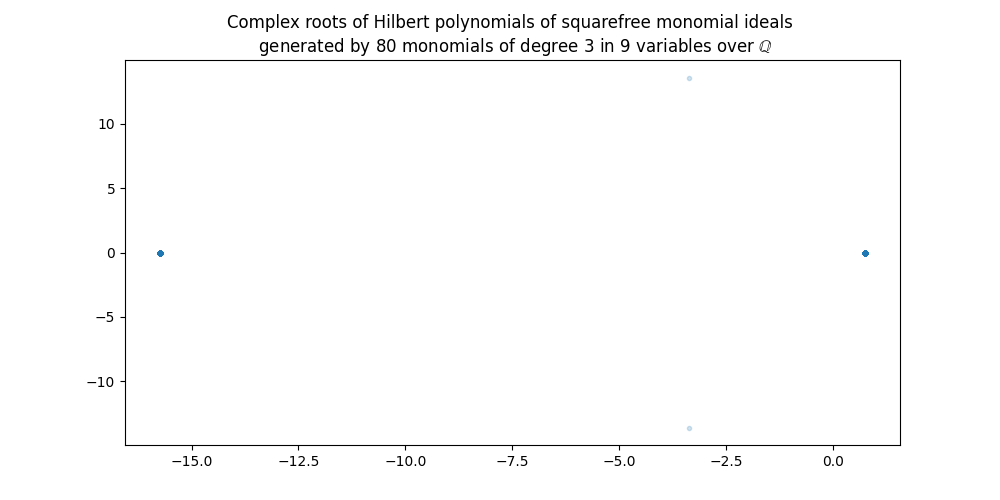 Complex roots of Hilbert polynomials of squarefree monomial ideals
generated by 80 monomials of degree 3 in 9 variables over ℚ
10
5
0
−5
−10
−15.0 −12.5 −10.0 −7.5 −5.0 −2.5 0.0